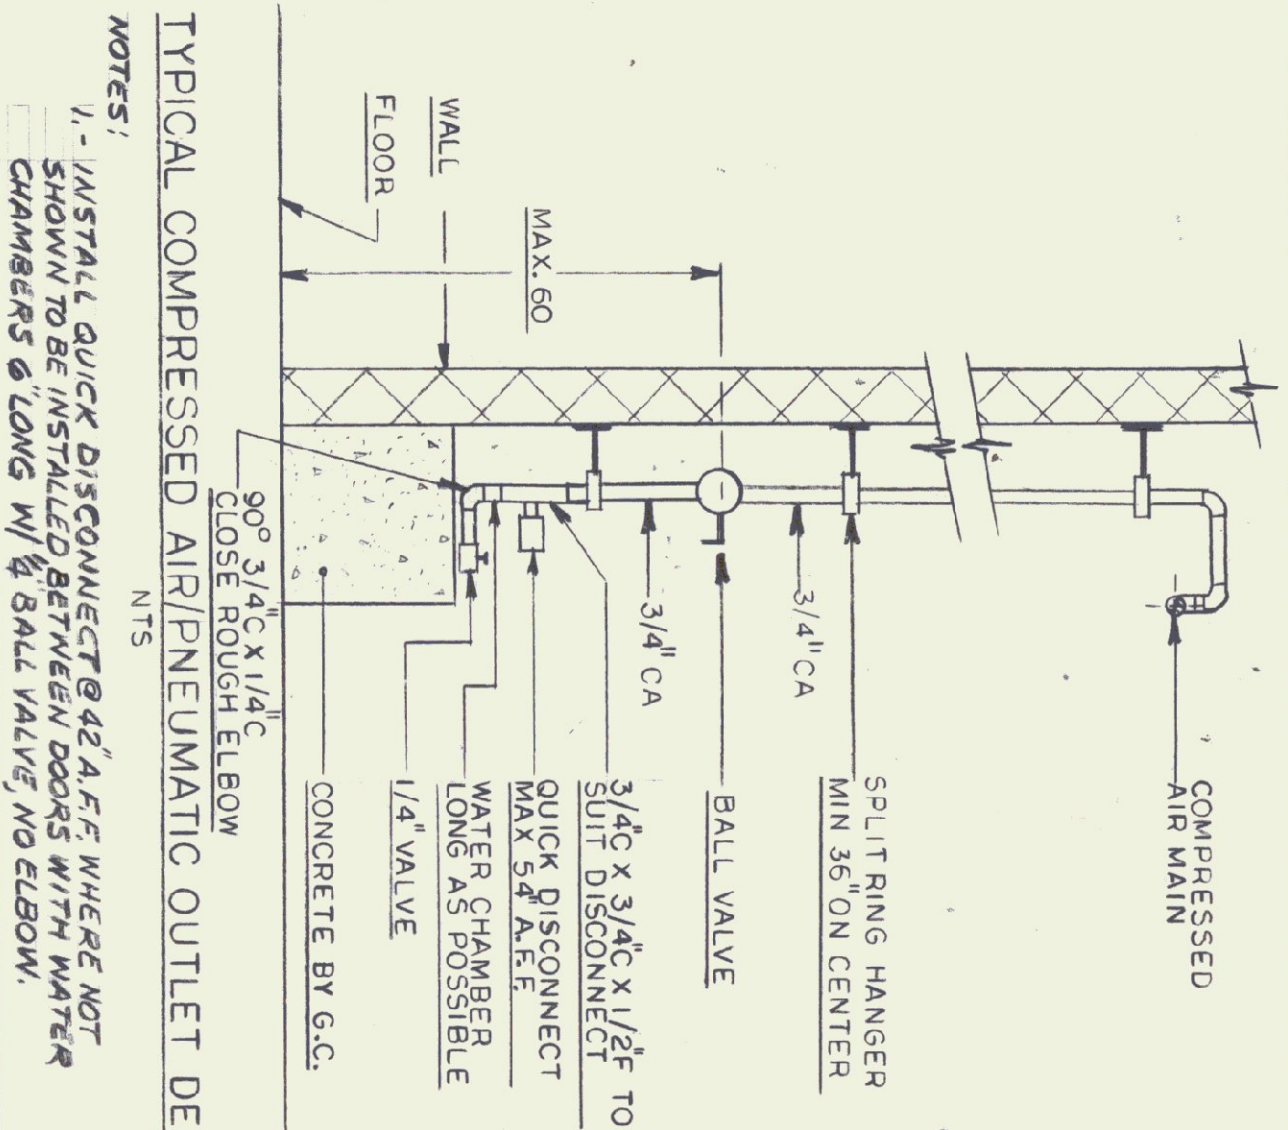 COMPRESSED
AIR MAIN
SPLIT RING HANGER
MIN 36" ON CENTER
3/4" CA
BALL VALVE
MAX. 60
3/4" CA
3/4"C X 3/4"C X 1/2"F TO
SUIT DISCONNECT
QUICK DISCONNECT
MAX 54" A.F.F.
WATER CHAMBER
LONG AS POSSIBLE
WALL
1/4" VALVE
FLOOR
CONCRETE BY G.C.
90° 3/4"C X 1/4"C
CLOSE ROUGH ELBOW
TYPICAL COMPRESSED AIR/PNEUMATIC OUTLET DE
NTS
NOTES:
1.- INSTALL QUICK DISCONNECT @ 42" A.F.F. WHERE NOT
SHOWN TO BE INSTALLED BETWEEN DOORS WITH WATER
CHAMBERS 6" LONG W/ 1/4" BALL VALVE, NO ELBOW.